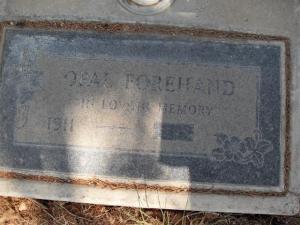 OPAL FOREHAND
IN LOVING MEMORY
1911